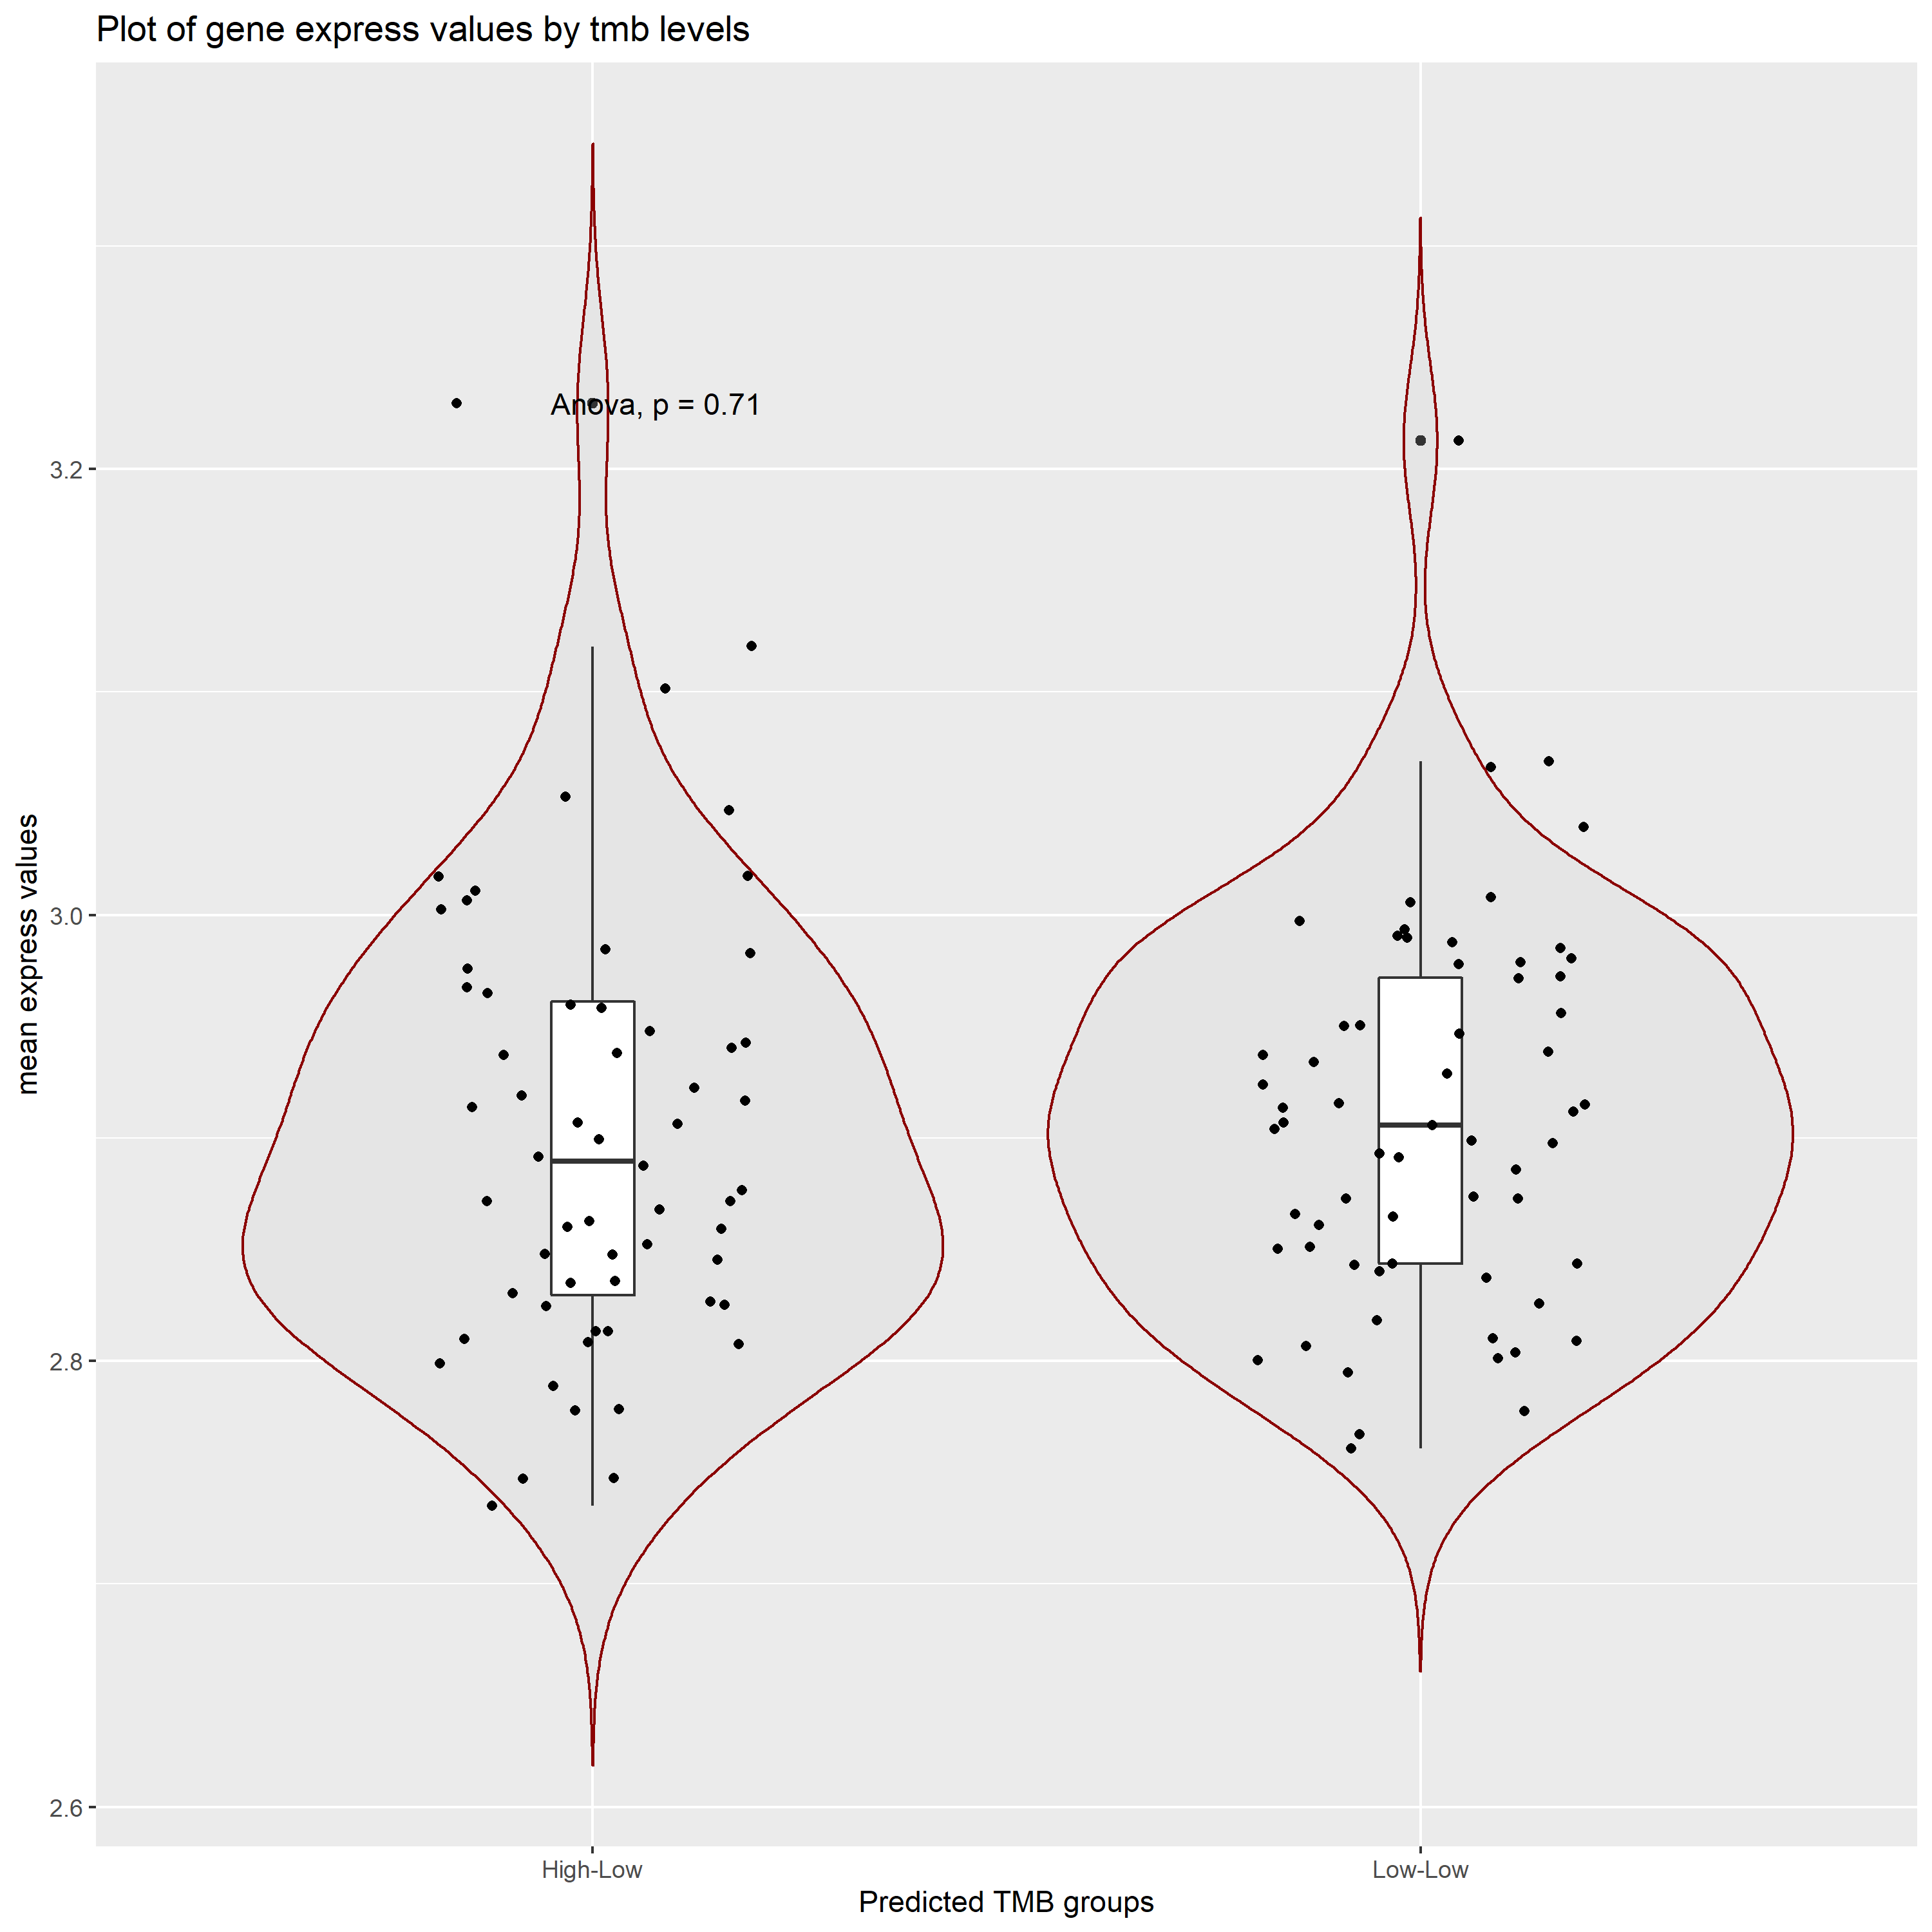 Plot of gene express values by tmb levels
Anova, p = 0.71
3.2
3.0
2.8
2.6
mean express values
High-Low
Low-Low
Predicted TMB groups